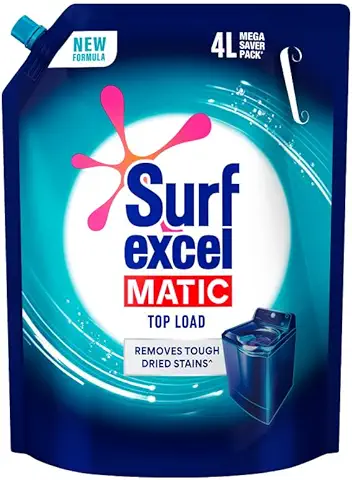 NEW
FORMULA
4L MEGA
SAVER
PACK*
Surf
excel
MATIC
TOP LOAD
REMOVES TOUGH
DRIED STAINS^